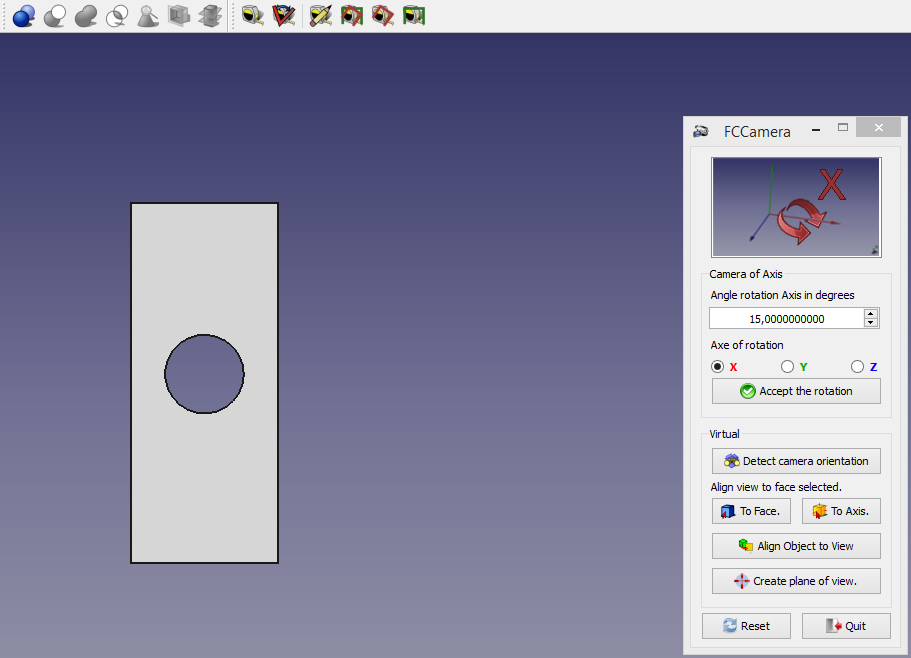 FCCamera
X
Camera of Axis
Angle rotation Axis in degrees
15,0000000000
Axe of rotation
X Y Z
Accept the rotation
Virtual
Detect camera orientation
Align view to face selected.
To Face. To Axis.
Align Object to View
Create plane of view.
Reset Quit